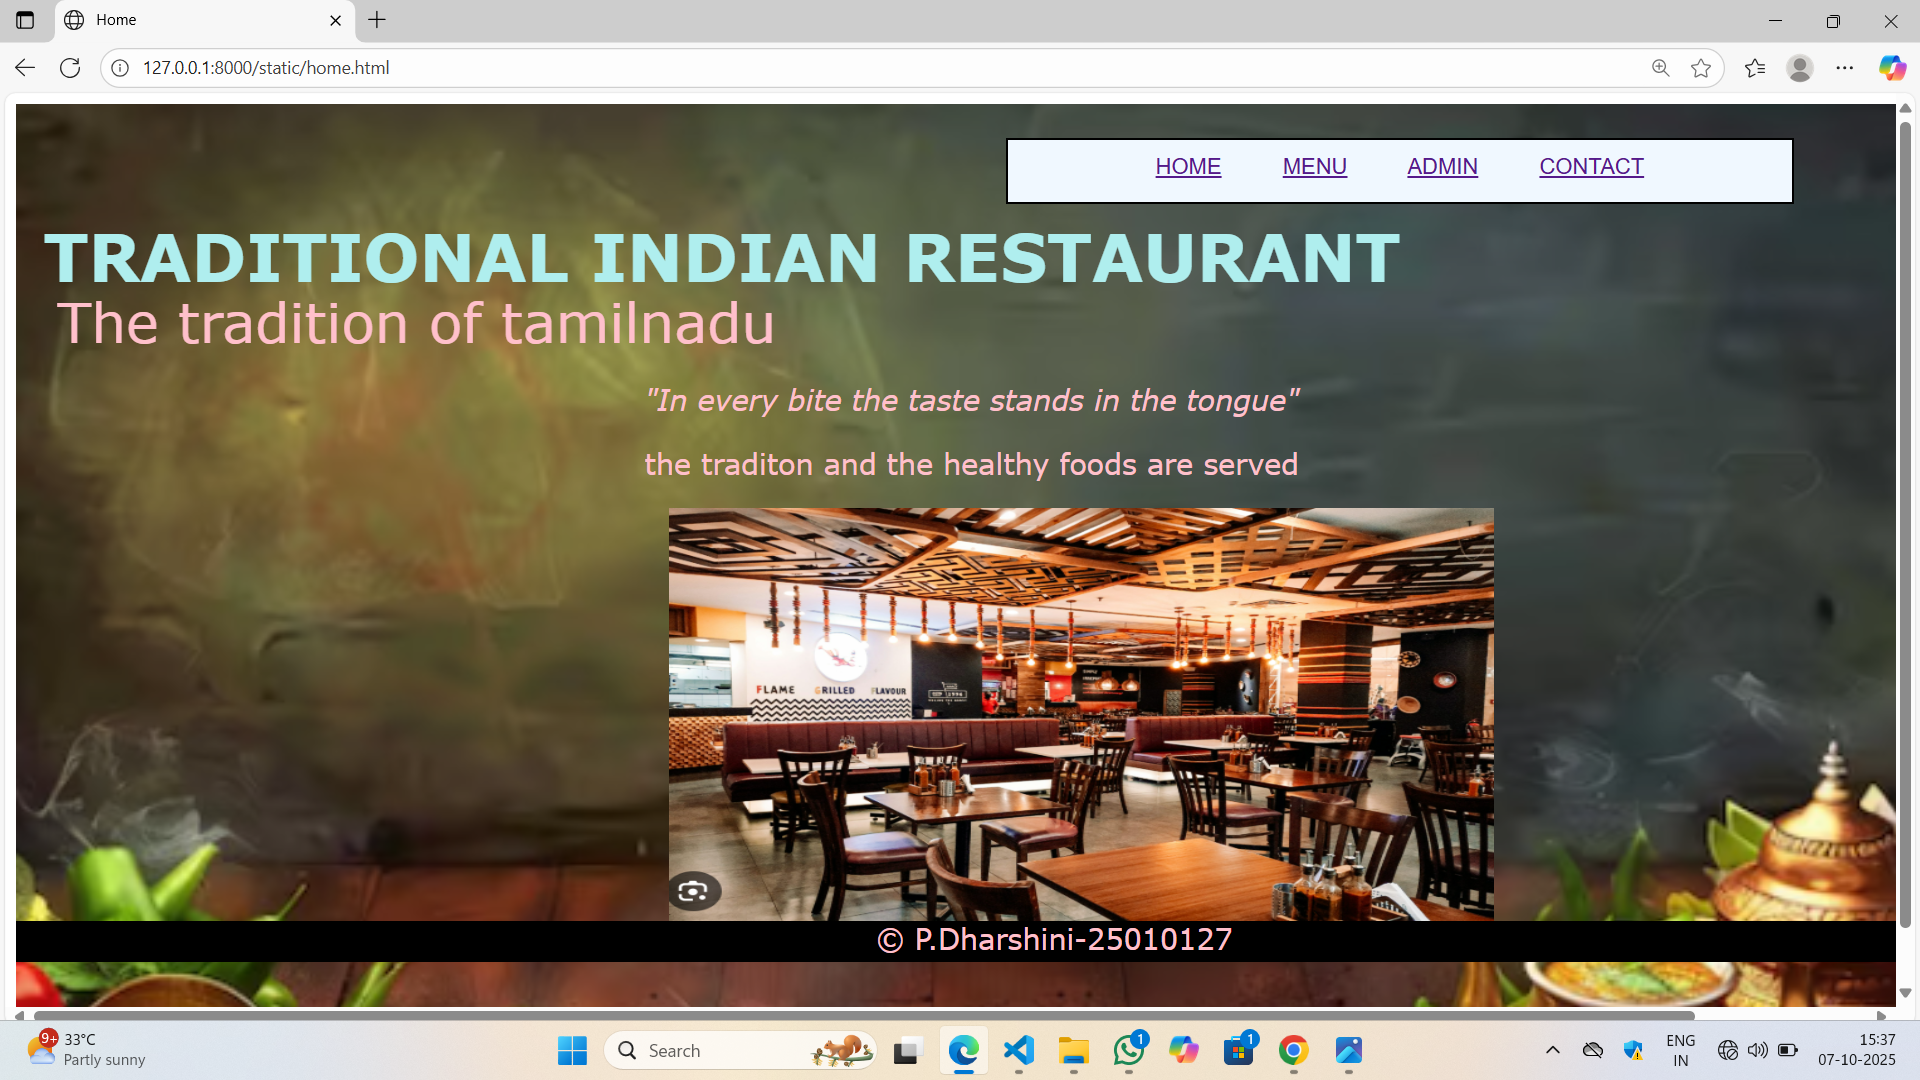 Home
127.0.0.1:8000/static/home.html
HOME MENU ADMIN CONTACT
TRADITIONAL INDIAN RESTAURANT
The tradition of tamilnadu
"In every bite the taste stands in the tongue"
the traditon and the healthy foods are served
FLAME GRILLED FLAVOUR
© P.Dharshini-25010127
9+
33°C
Partly sunny
Search
1
1
ENG
IN
15:37
07-10-2025